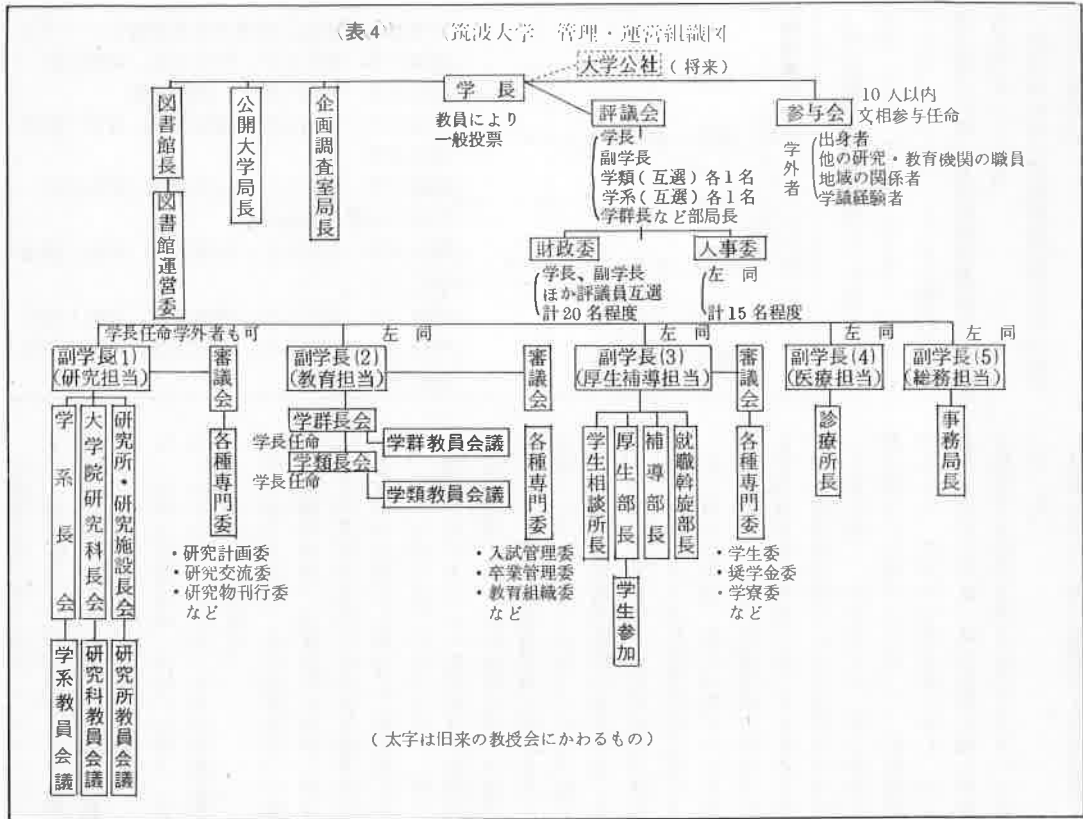 表4 (筑波大学 管理・運営組織図
大学公社 (将来)
学長
教員により
一般投票
図書館長
図書館運営委
公開大学局長
企画調査室局長
評議会
学長
副学長
学類(互選)各1名
学系(互選)各1名
学群長など部局長
参与会
10人以内
文相参与任命
学外者
出身者
他の研究・教育機関の職員
地域の関係者
学識経験者
財政委
学長、副学長
ほか評議員互選
計20名程度
人事委
左 同
計15名程度
学長任命学外者も可
左 同
左 同
左 同
左 同
副学長(1)
(研究担当)
審議会
各種専門委
・研究計画委
・研究交流委
・研究物刊行委
など
学系長会
大学院研究科長会
研究所・研究施設長会
学系教員会議
研究科教員会議
研究所教員会議
副学長(2)
(教育担当)
学群長会
学長任命
学群教員会議
学類長会
学長任命
学類教員会議
審議会
各種専門委
・入試管理委
・卒業管理委
・教育組織委
など
副学長(3)
(厚生補導担当)
学生相談所長
厚生部長
補導部長
就職斡旋部長
学生参加
審議会
各種専門委
・学生委
・奨学金委
・学寮委
など
副学長(4)
(医療担当)
診療所長
副学長(5)
(総務担当)
事務局長
(太字は旧来の教授会にかわるもの)